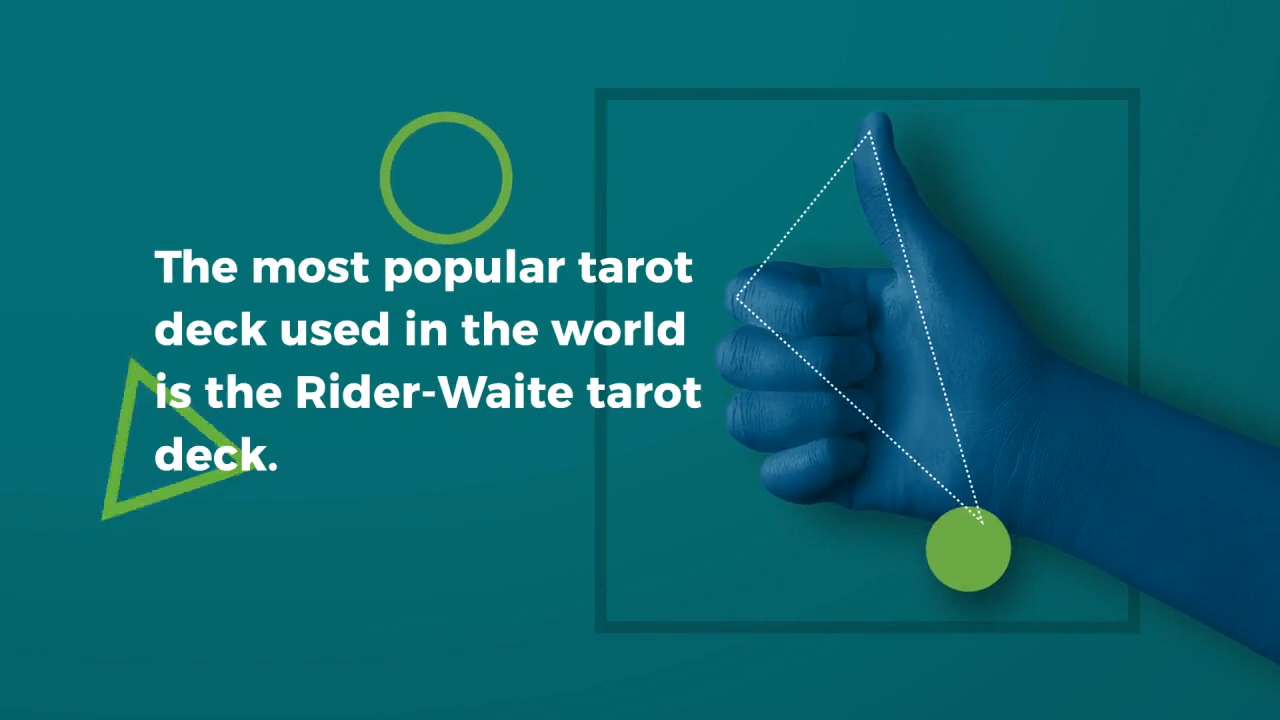 The most popular tarot
deck used in the world
is the Rider-Waite tarot
deck.